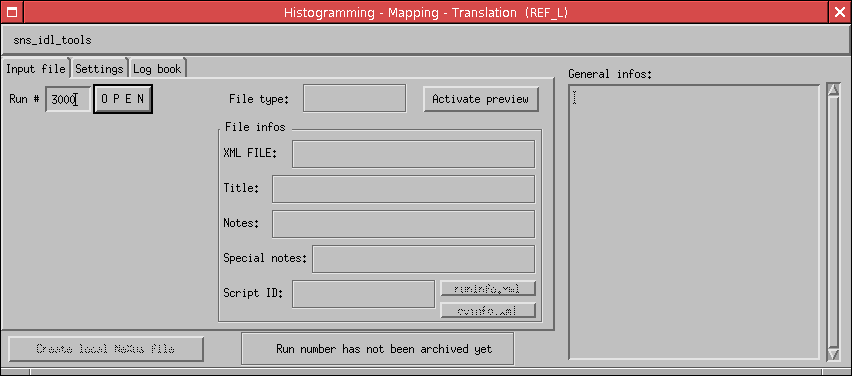 Histogramming - Mapping - Translation (REF_L)
sns_idl_tools
Input file Settings Log book
General infos:
Run # 3000 O P E N
File type:
Activate preview
File infos
XML FILE:
Title:
Notes:
Special notes:
Script ID:
runinfo.xml
cvinfo.xml
Create local NeXus file
Run number has not been archived yet